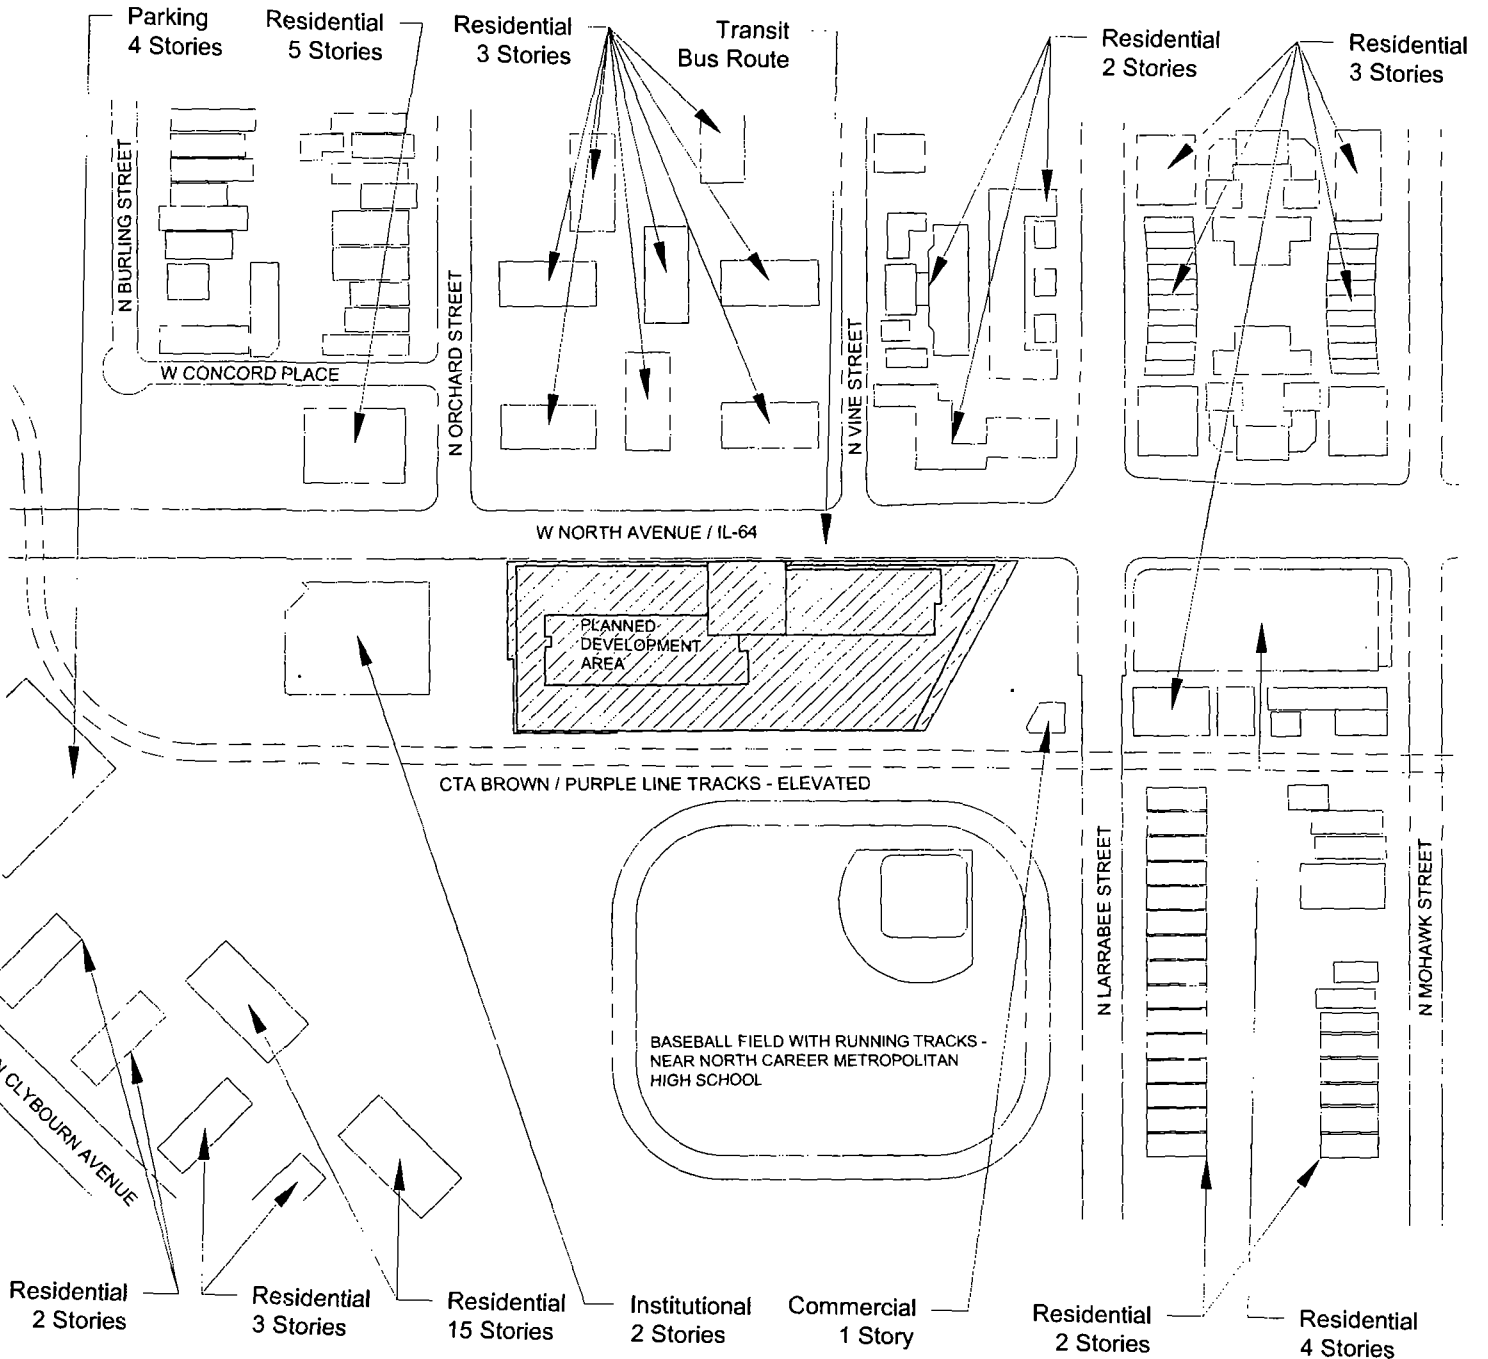 Parking
4 Stories
Residential
5 Stories
Residential
3 Stories
Transit
Bus Route
Residential
2 Stories
Residential
3 Stories
N BURLING STREET
W CONCORD PLACE
N ORCHARD STREET
N VINE STREET
W NORTH AVENUE / IL-64
PLANNED
DEVELOPMENT
AREA
CTA BROWN / PURPLE LINE TRACKS - ELEVATED
N LARRABEE STREET
N MOHAWK STREET
BASEBALL FIELD WITH RUNNING TRACKS -
NEAR NORTH CAREER METROPOLITAN
HIGH SCHOOL
N CLYBOURN AVENUE
Residential
2 Stories
Residential
3 Stories
Residential
15 Stories
Institutional
2 Stories
Commercial
1 Story
Residential
2 Stories
Residential
4 Stories